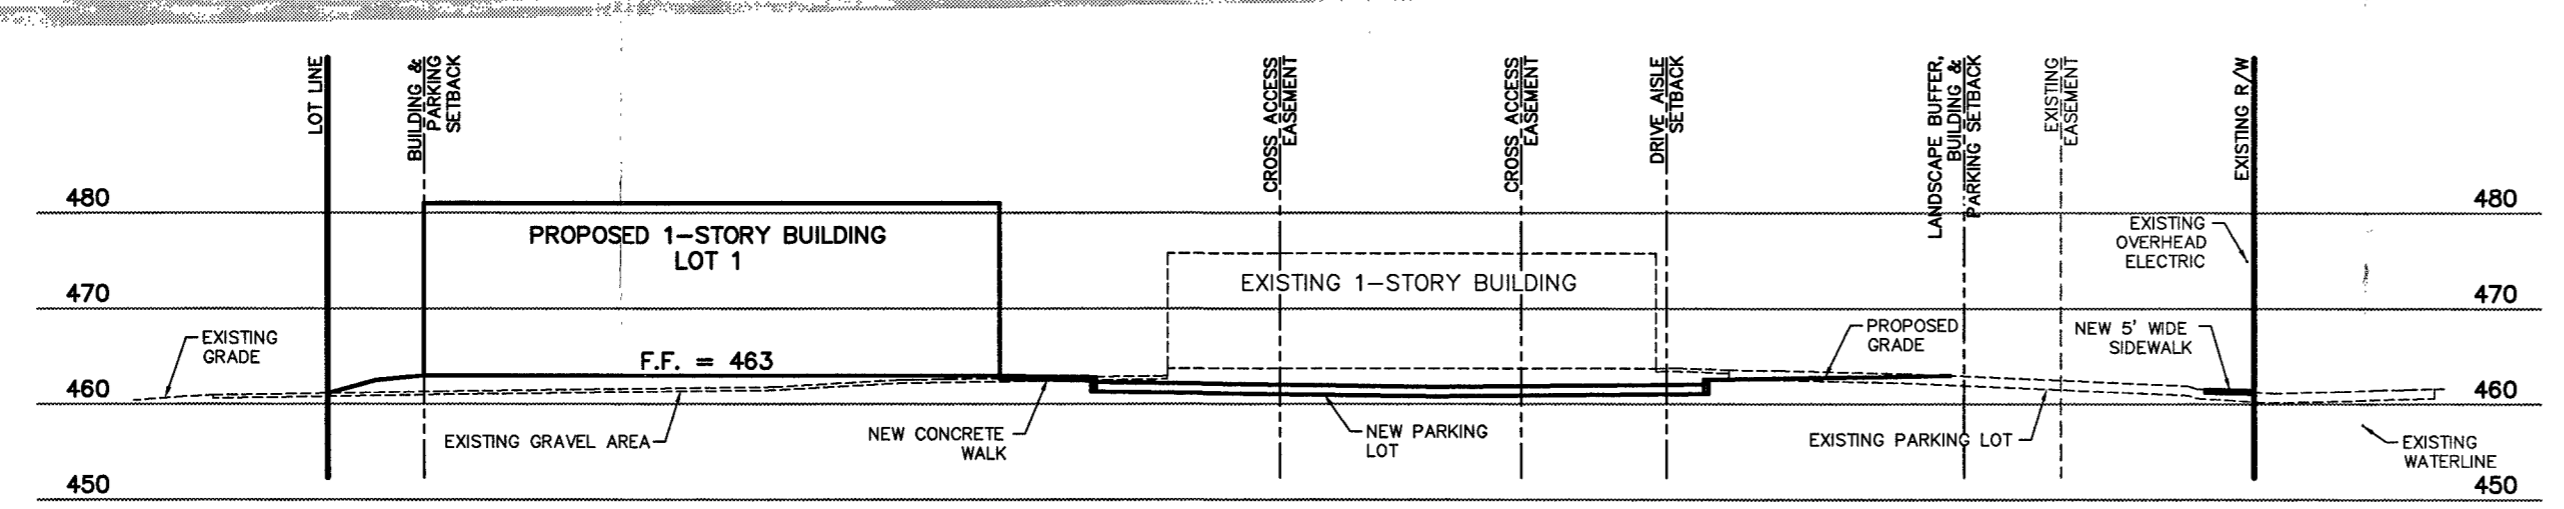 LOT LINE
BUILDING &
PARKING
SETBACK
CROSS ACCESS
EASEMENT
CROSS ACCESS
EASEMENT
DRIVE AISLE
SETBACK
LANDSCAPE BUFFER,
BUILDING &
PARKING SETBACK
EXISTING
EASEMENT
EXISTING R/W
480
480
PROPOSED 1-STORY BUILDING
LOT 1
EXISTING
OVERHEAD
ELECTRIC
EXISTING 1-STORY BUILDING
470
470
EXISTING
GRADE
F.F. = 463
PROPOSED
GRADE
NEW 5' WIDE
SIDEWALK
460
460
EXISTING GRAVEL AREA
NEW CONCRETE
WALK
NEW PARKING
LOT
EXISTING PARKING LOT
EXISTING
WATERLINE
450
450